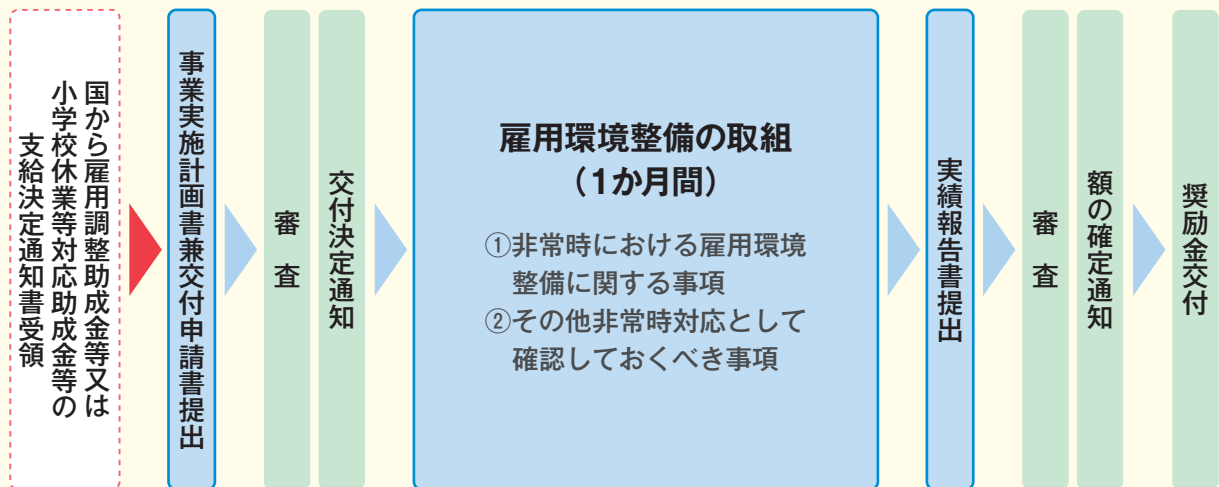 国から雇用調整助成金等又は
小学校休業等対応助成金等の
支給決定通知書受領
事業実施計画書兼交付申請書提出
審査
交付決定通知
雇用環境整備の取組
（1か月間）
①非常時における雇用環境
整備に関する事項
②その他非常時対応として
確認しておくべき事項
実績報告書提出
審査
額の確定通知
奨励金交付